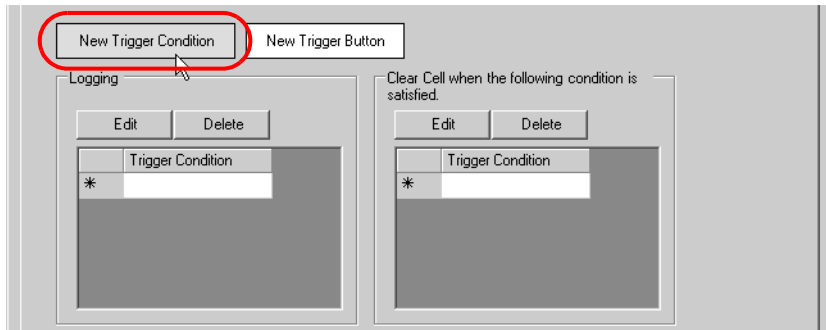 New Trigger Condition New Trigger Button
Logging
Edit Delete
Trigger Condition
*
Clear Cell when the following condition is
satisfied.
Edit Delete
Trigger Condition
*